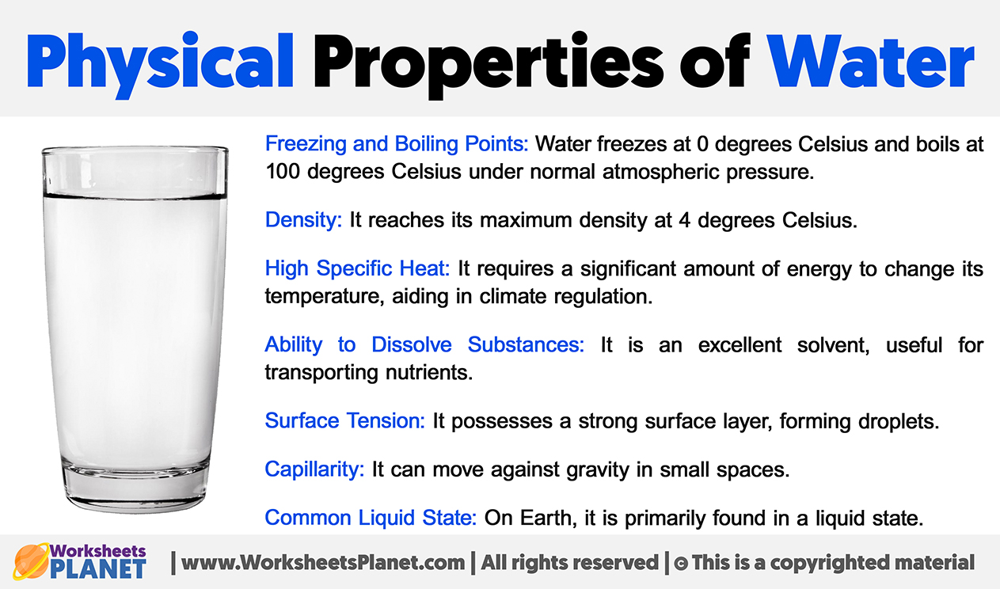 Physical Properties of Water
Freezing and Boiling Points: Water freezes at 0 degrees Celsius and boils at
100 degrees Celsius under normal atmospheric pressure.
Density: It reaches its maximum density at 4 degrees Celsius.
High Specific Heat: It requires a significant amount of energy to change its
temperature, aiding in climate regulation.
Ability to Dissolve Substances: It is an excellent solvent, useful for
transporting nutrients.
Surface Tension: It possesses a strong surface layer, forming droplets.
Capillarity: It can move against gravity in small spaces.
Common Liquid State: On Earth, it is primarily found in a liquid state.
Worksheets
PLANET
| www.WorksheetsPlanet.com | All rights reserved | © This is a copyrighted material